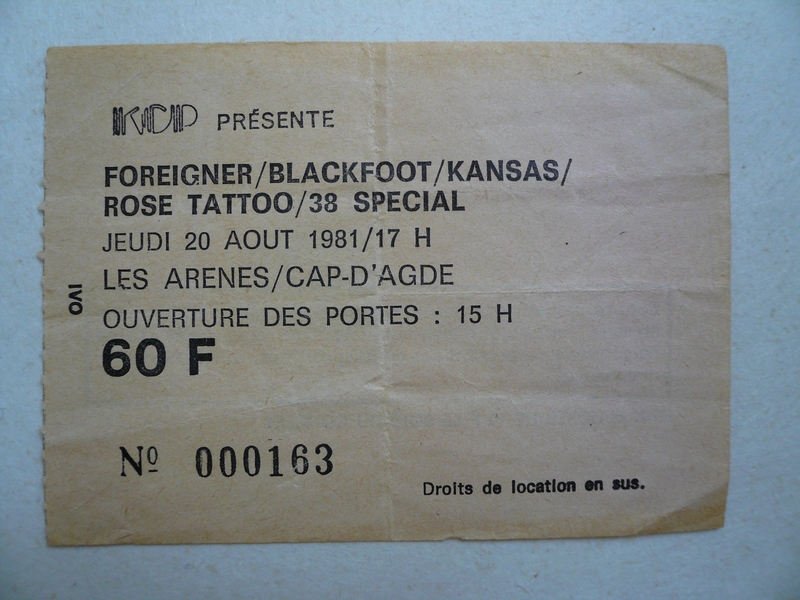 KCP PRÉSENTE
FOREIGNER/BLACKFOOT/KANSAS/
ROSE TATTOO/38 SPECIAL
JEUDI 20 AOUT 1981/17 H
LES ARENES/CAP-D'AGDE
OUVERTURE DES PORTES : 15 H
60 F
Nº 000163
Droits de location en sus.
IVO